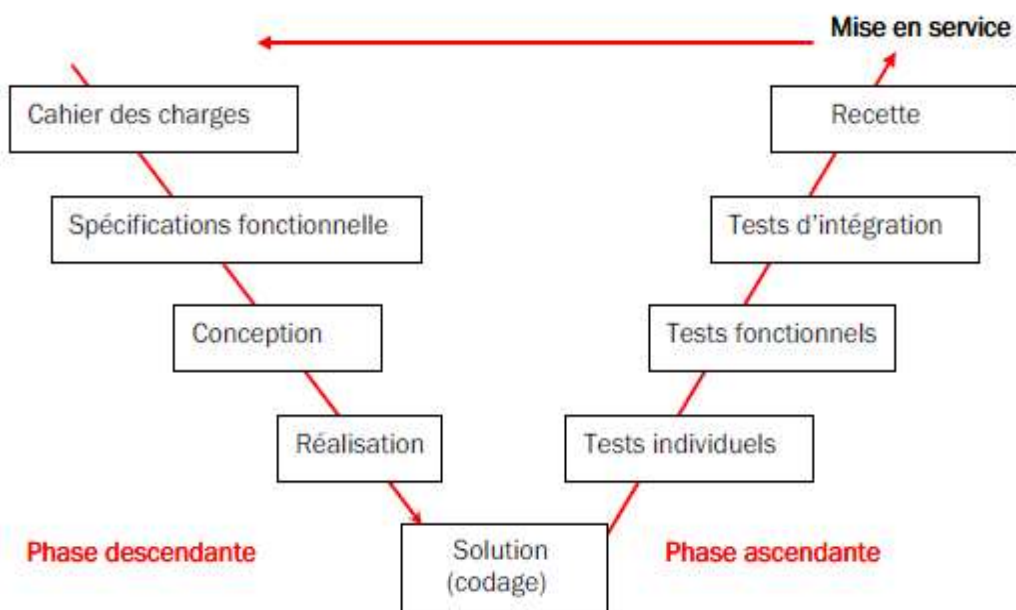 Mise en service
Cahier des charges
Recette
Spécifications fonctionnelle
Tests d'intégration
Conception
Tests fonctionnels
Réalisation
Tests individuels
Phase descendante
Solution
(codage)
Phase ascendante